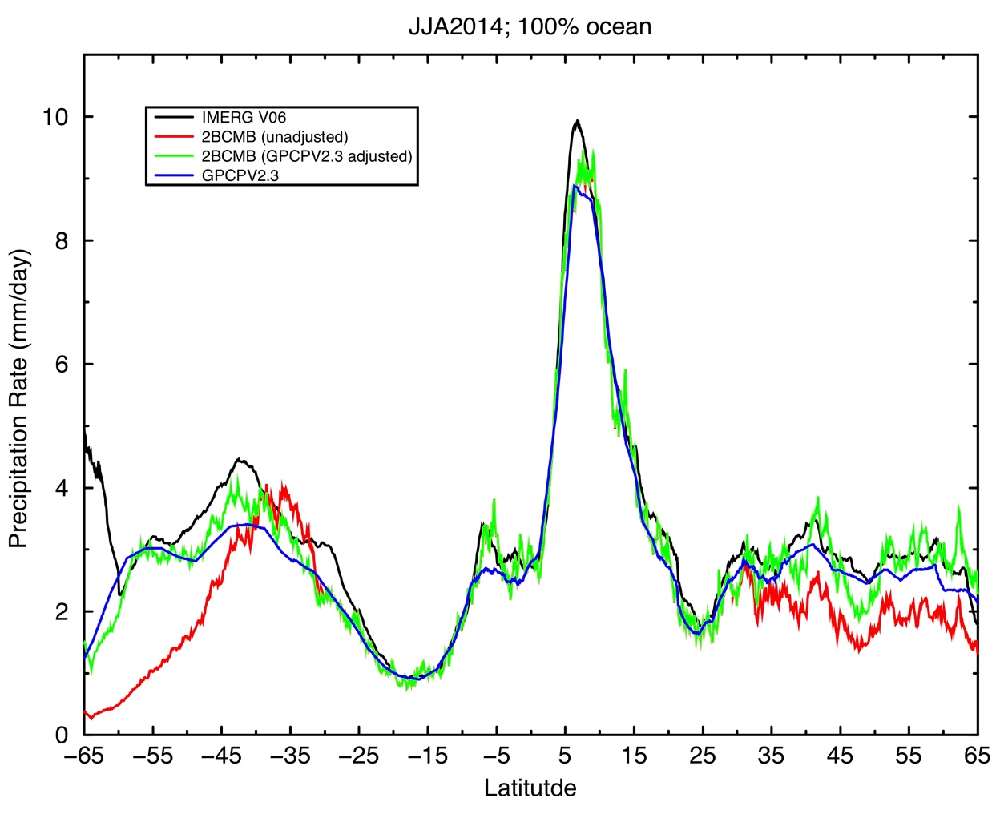 JJA2014; 100% ocean
IMERG V06
2BCMB (unadjusted)
2BCMB (GPCPV2.3 adjusted)
GPCPV2.3
Precipitation Rate (mm/day)
10
8
6
4
2
0
−65 −55 −45 −35 −25 −15 −5 5 15 25 35 45 55 65
Latitutde